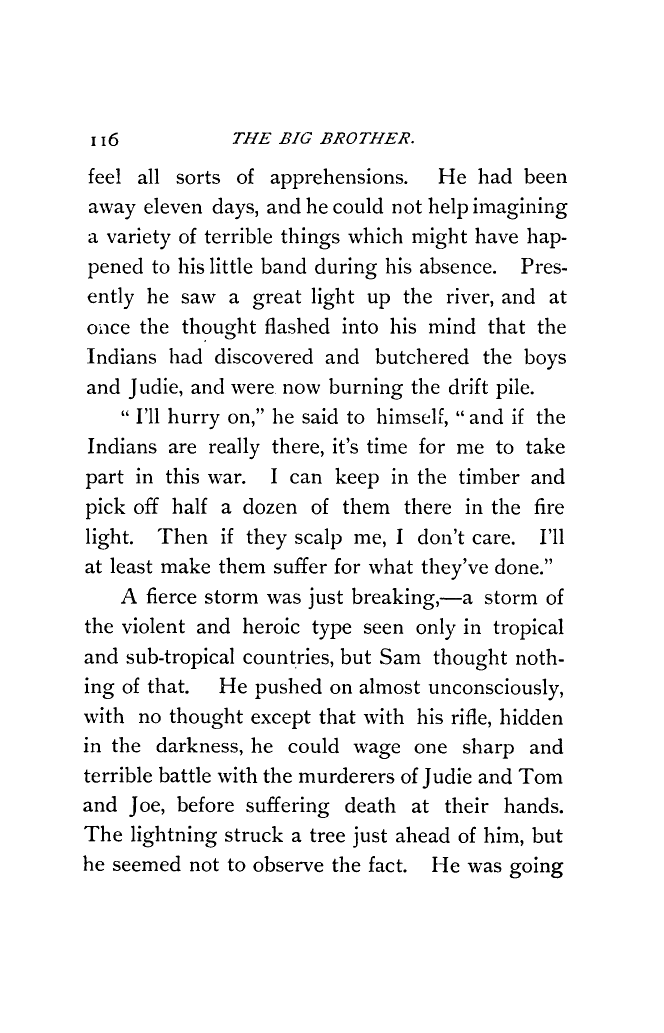 116 THE BIG BROTHER.
feel all sorts of apprehensions. He had been
away eleven days, and he could not help imagining
a variety of terrible things which might have hap-
pened to his little band during his absence. Pres-
ently he saw a great light up the river, and at
once the thought flashed into his mind that the
Indians had discovered and butchered the boys
and Judie, and were now burning the drift pile.
“ I'll hurry on,” he said to himself, “ and if the
Indians are really there, it's time for me to take
part in this war. I can keep in the timber and
pick off half a dozen of them there in the fire
light. Then if they scalp me, I don't care. I'll
at least make them suffer for what they've done.”
A fierce storm was just breaking,—a storm of
the violent and heroic type seen only in tropical
and sub-tropical countries, but Sam thought noth-
ing of that. He pushed on almost unconsciously,
with no thought except that with his rifle, hidden
in the darkness, he could wage one sharp and
terrible battle with the murderers of Judie and Tom
and Joe, before suffering death at their hands.
The lightning struck a tree just ahead of him, but
he seemed not to observe the fact. He was going